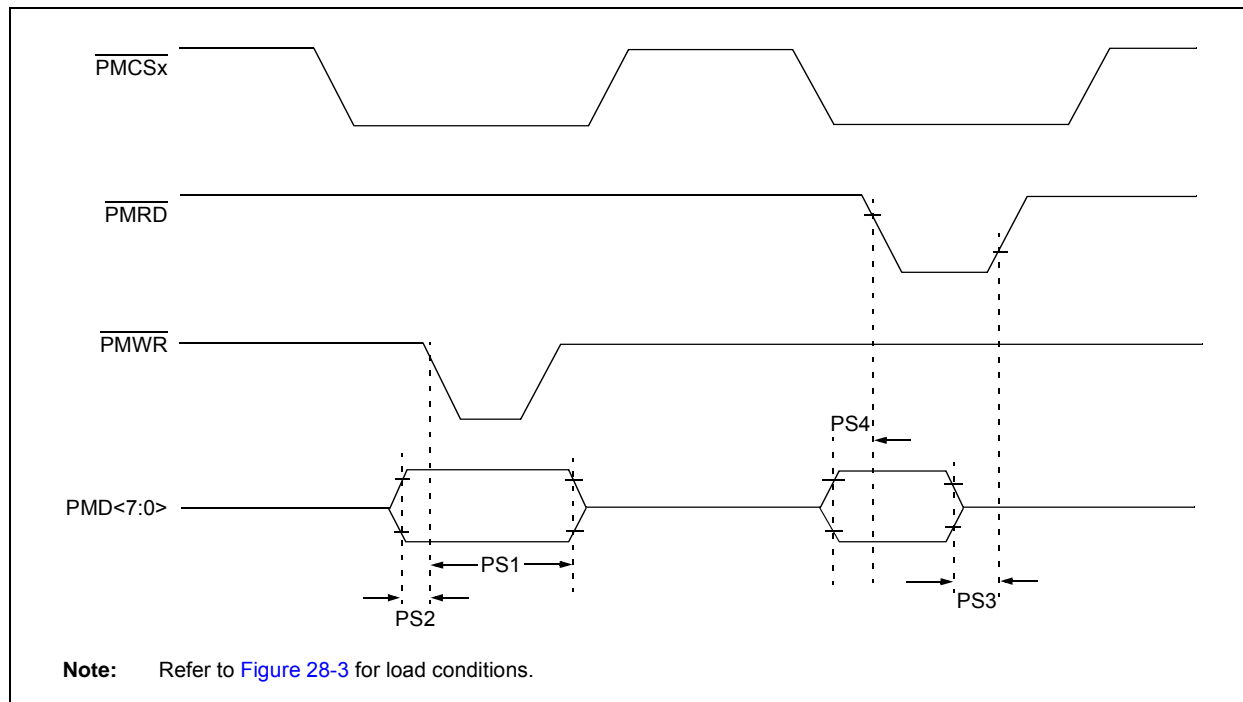 PMCSx
PMRD
PMWR
PS4
PMD<7:0>
PS1
PS2
PS3
Note: Refer to Figure 28-3 for load conditions.